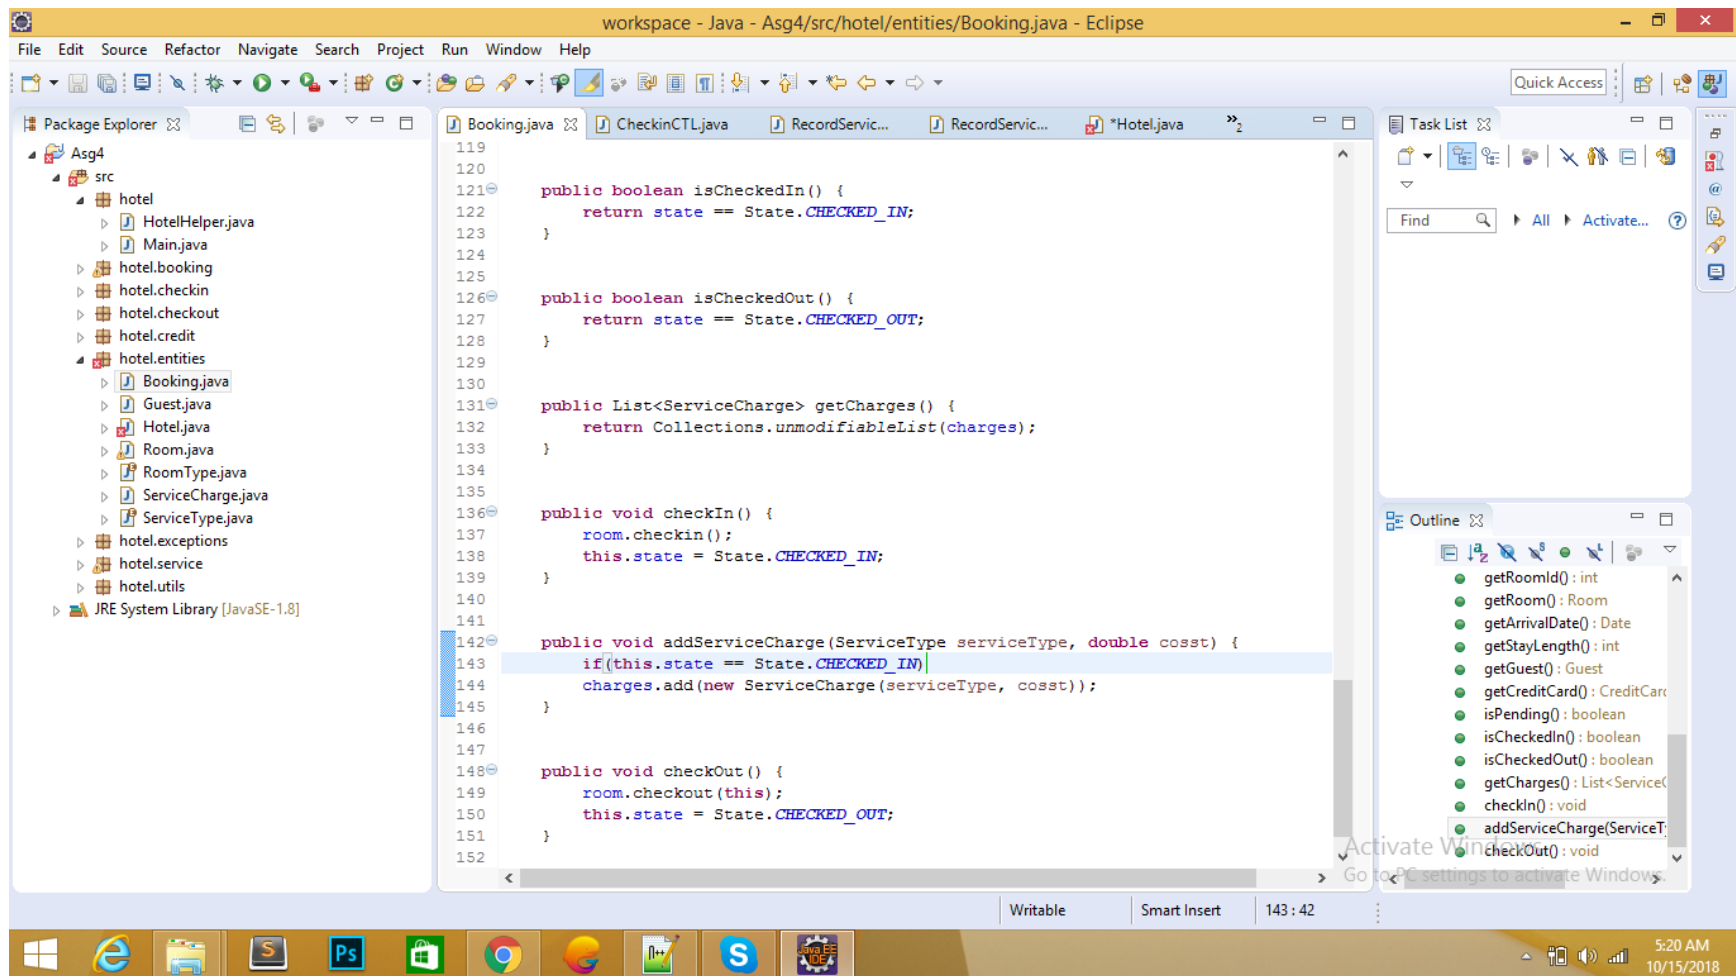 workspace - Java - Asg4/src/hotel/entities/Booking.java - Eclipse
File Edit Source Refactor Navigate Search Project Run Window Help
Quick Access
Package Explorer
Asg4
src
hotel
HotelHelper.java
Main.java
hotel.booking
hotel.checkin
hotel.checkout
hotel.credit
hotel.entities
Booking.java
Guest.java
Hotel.java
Room.java
RoomType.java
ServiceCharge.java
ServiceType.java
hotel.exceptions
hotel.service
hotel.utils
JRE System Library [JavaSE-1.8]
Booking.java CheckinCTL.java RecordServic... RecordServic... *Hotel.java »2
119
120
121 public boolean isCheckedIn() {
122 return state == State.CHECKED_IN;
123 }
124
125
126 public boolean isCheckedOut() {
127 return state == State.CHECKED_OUT;
128 }
129
130
131 public List<ServiceCharge> getCharges() {
132 return Collections.unmodifiableList(charges);
133 }
134
135
136 public void checkIn() {
137 room.checkin();
138 this.state = State.CHECKED_IN;
139 }
140
141
142 public void addServiceCharge(ServiceType serviceType, double cosst) {
143 if(this.state == State.CHECKED_IN)
144 charges.add(new ServiceCharge(serviceType, cosst));
145 }
146
147
148 public void checkOut() {
149 room.checkout(this);
150 this.state = State.CHECKED_OUT;
151 }
152
Task List
Find All Activate...
Outline
getRoomId() : int
getRoom() : Room
getArrivalDate() : Date
getStayLength() : int
getGuest() : Guest
getCreditCard() : CreditCard
isPending() : boolean
isCheckedIn() : boolean
isCheckedOut() : boolean
getCharges() : List<ServiceC
checkIn() : void
addServiceCharge(ServiceTy
checkOut() : void
Activate Windows
Go to PC settings to activate Windows.
Writable Smart Insert 143 : 42
S Ps n++ S Java EE IDE
5:20 AM
10/15/2018